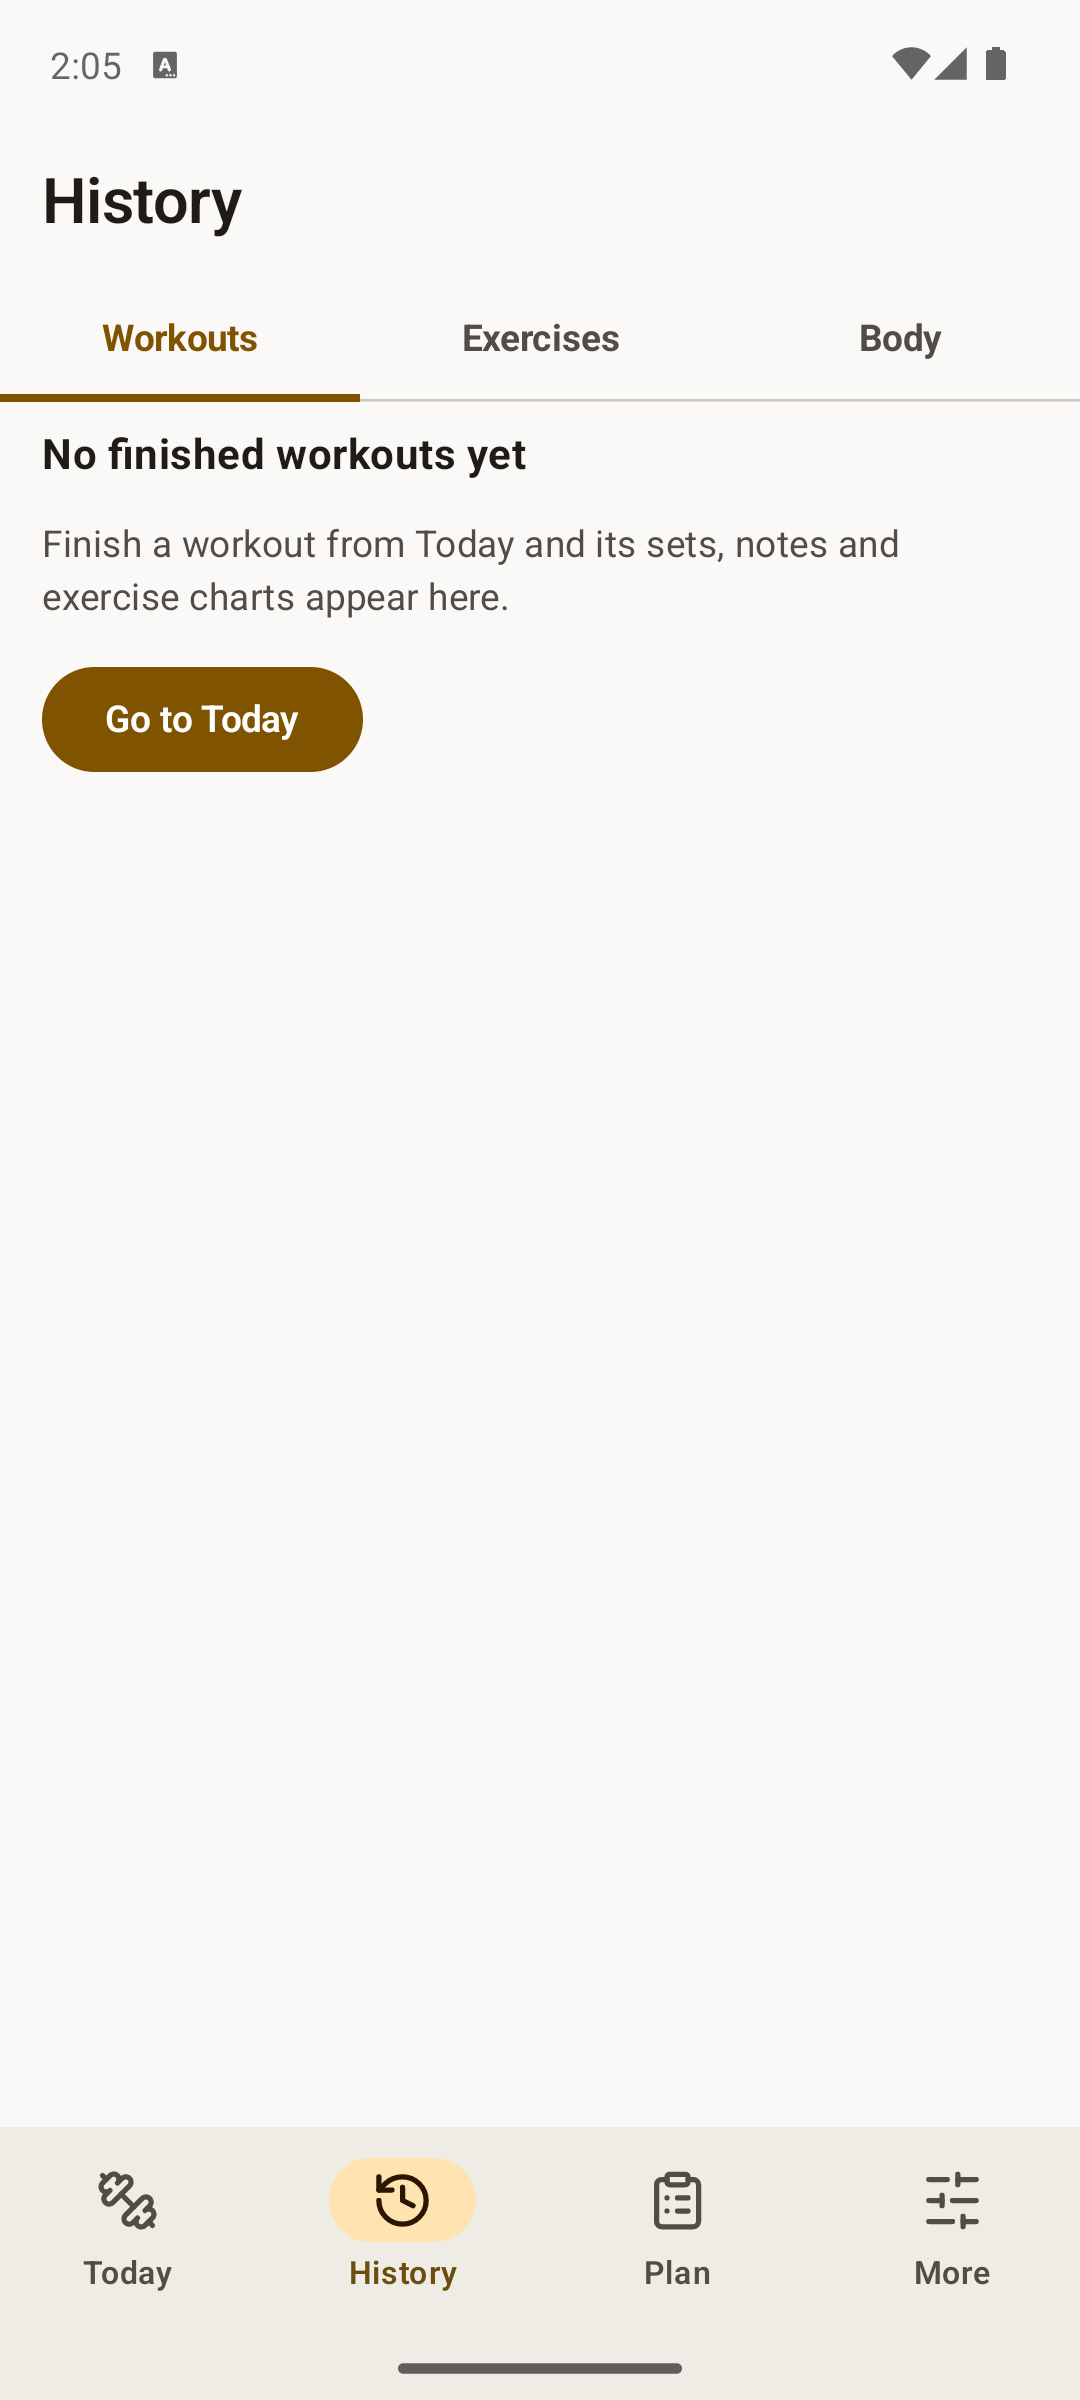 2:05
History
Workouts
Exercises
Body
No finished workouts yet
Finish a workout from Today and its sets, notes and
exercise charts appear here.
Go to Today
Today
History
Plan
More